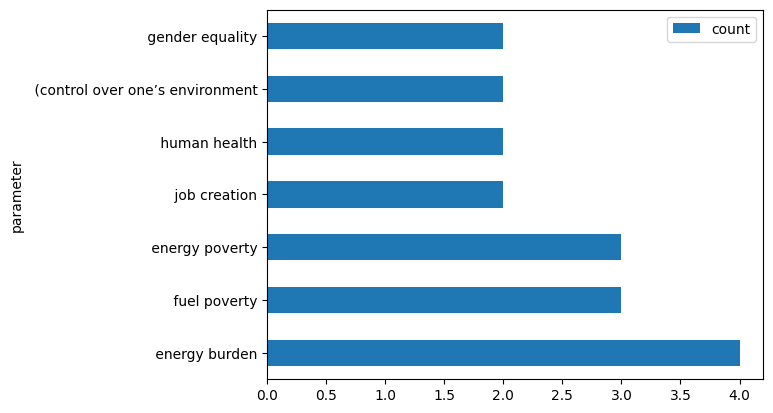 count
gender equality
(control over one’s environment
human health
job creation
energy poverty
fuel poverty
energy burden
parameter
0.0 0.5 1.0 1.5 2.0 2.5 3.0 3.5 4.0